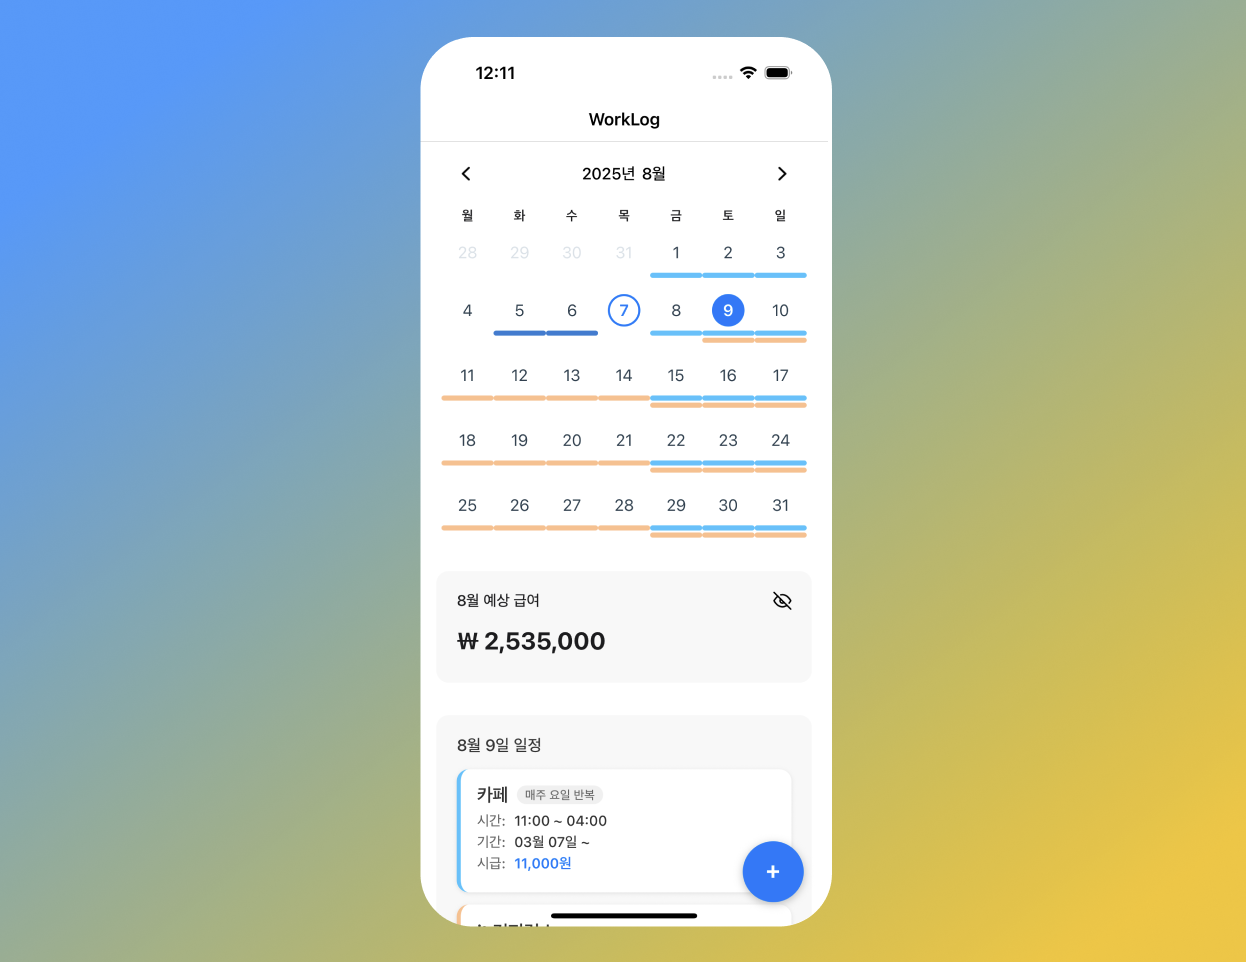 12:11
WorkLog
2025년 8월
월 화 수 목 금 토 일
28 29 30 31 1 2 3
4 5 6 7 8 9 10
11 12 13 14 15 16 17
18 19 20 21 22 23 24
25 26 27 28 29 30 31
8월 예상 급여
₩ 2,535,000
8월 9일 일정
카페 매주 요일 반복
시간: 11:00 ~ 04:00
기간: 03월 07일 ~
시급: 11,000원
+